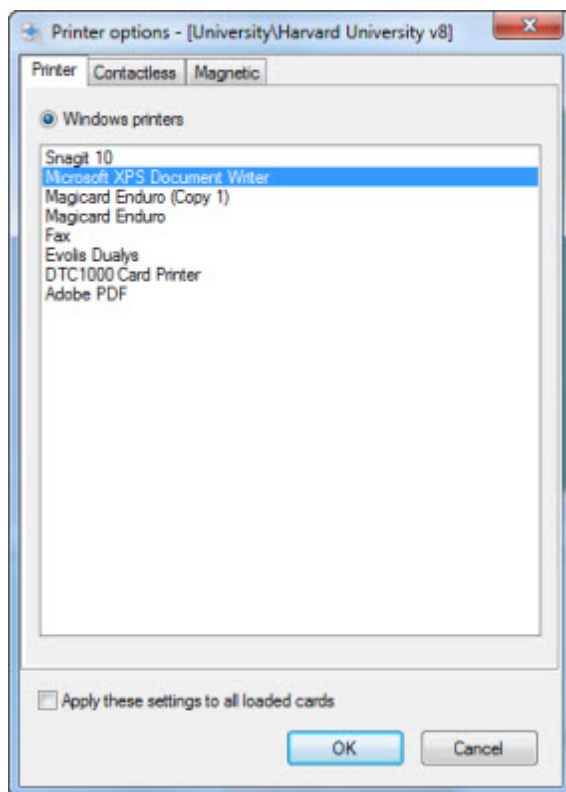 Printer options - [University\Harvard University v8]
Printer Contactless Magnetic
Windows printers
Snagit 10
Microsoft XPS Document Writer
Magicard Enduro (Copy 1)
Magicard Enduro
Fax
Evolis Dualys
DTC1000 Card Printer
Adobe PDF
Apply these settings to all loaded cards
OK Cancel